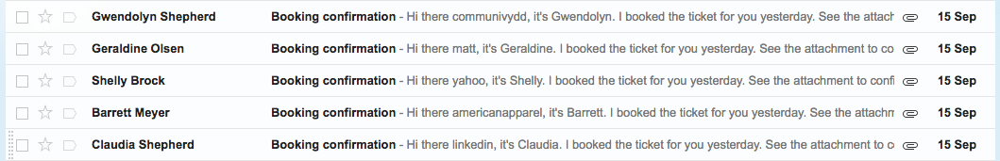 Gwendolyn Shepherd Booking confirmation - Hi there communivydd, it's Gwendolyn. I booked the ticket for you yesterday. See the attach 15 Sep
Geraldine Olsen Booking confirmation - Hi there matt, it's Geraldine. I booked the ticket for you yesterday. See the attachment to co 15 Sep
Shelly Brock Booking confirmation - Hi there yahoo, it's Shelly. I booked the ticket for you yesterday. See the attachment to confi 15 Sep
Barrett Meyer Booking confirmation - Hi there americanapparel, it's Barrett. I booked the ticket for you yesterday. See the attachm 15 Sep
Claudia Shepherd Booking confirmation - Hi there linkedin, it's Claudia. I booked the ticket for you yesterday. See the attachment to c 15 Sep